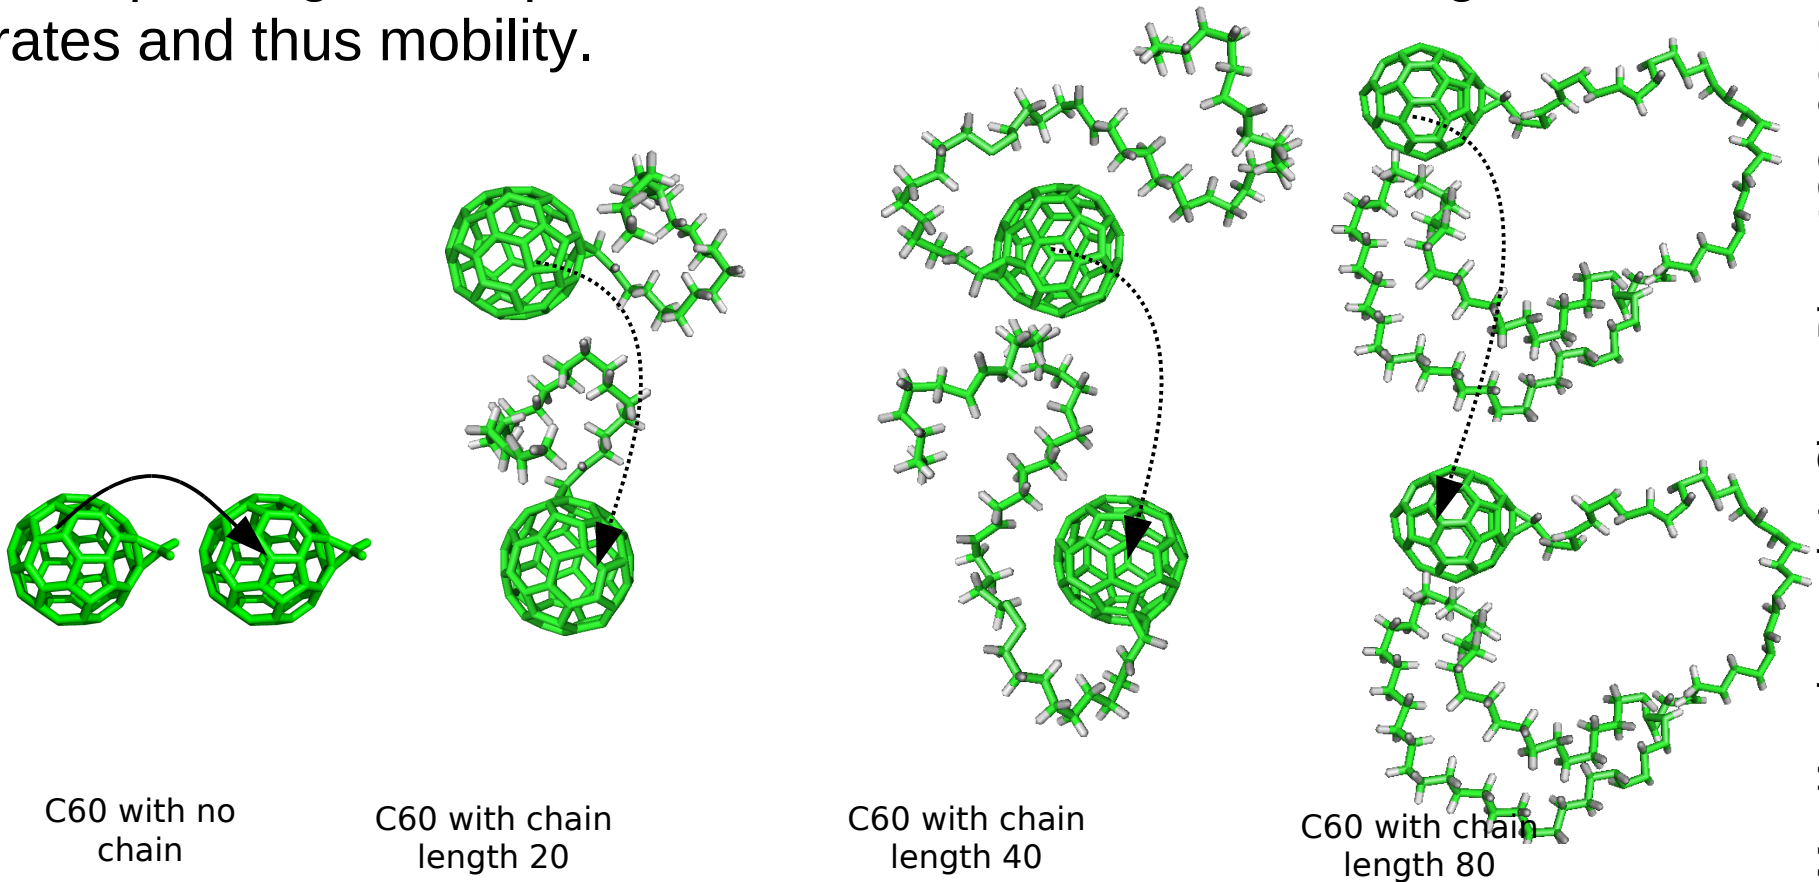 rates and thus mobility.
C60 with no
chain
C60 with chain
length 20
C60 with chain
length 40
C60 with chain
length 80